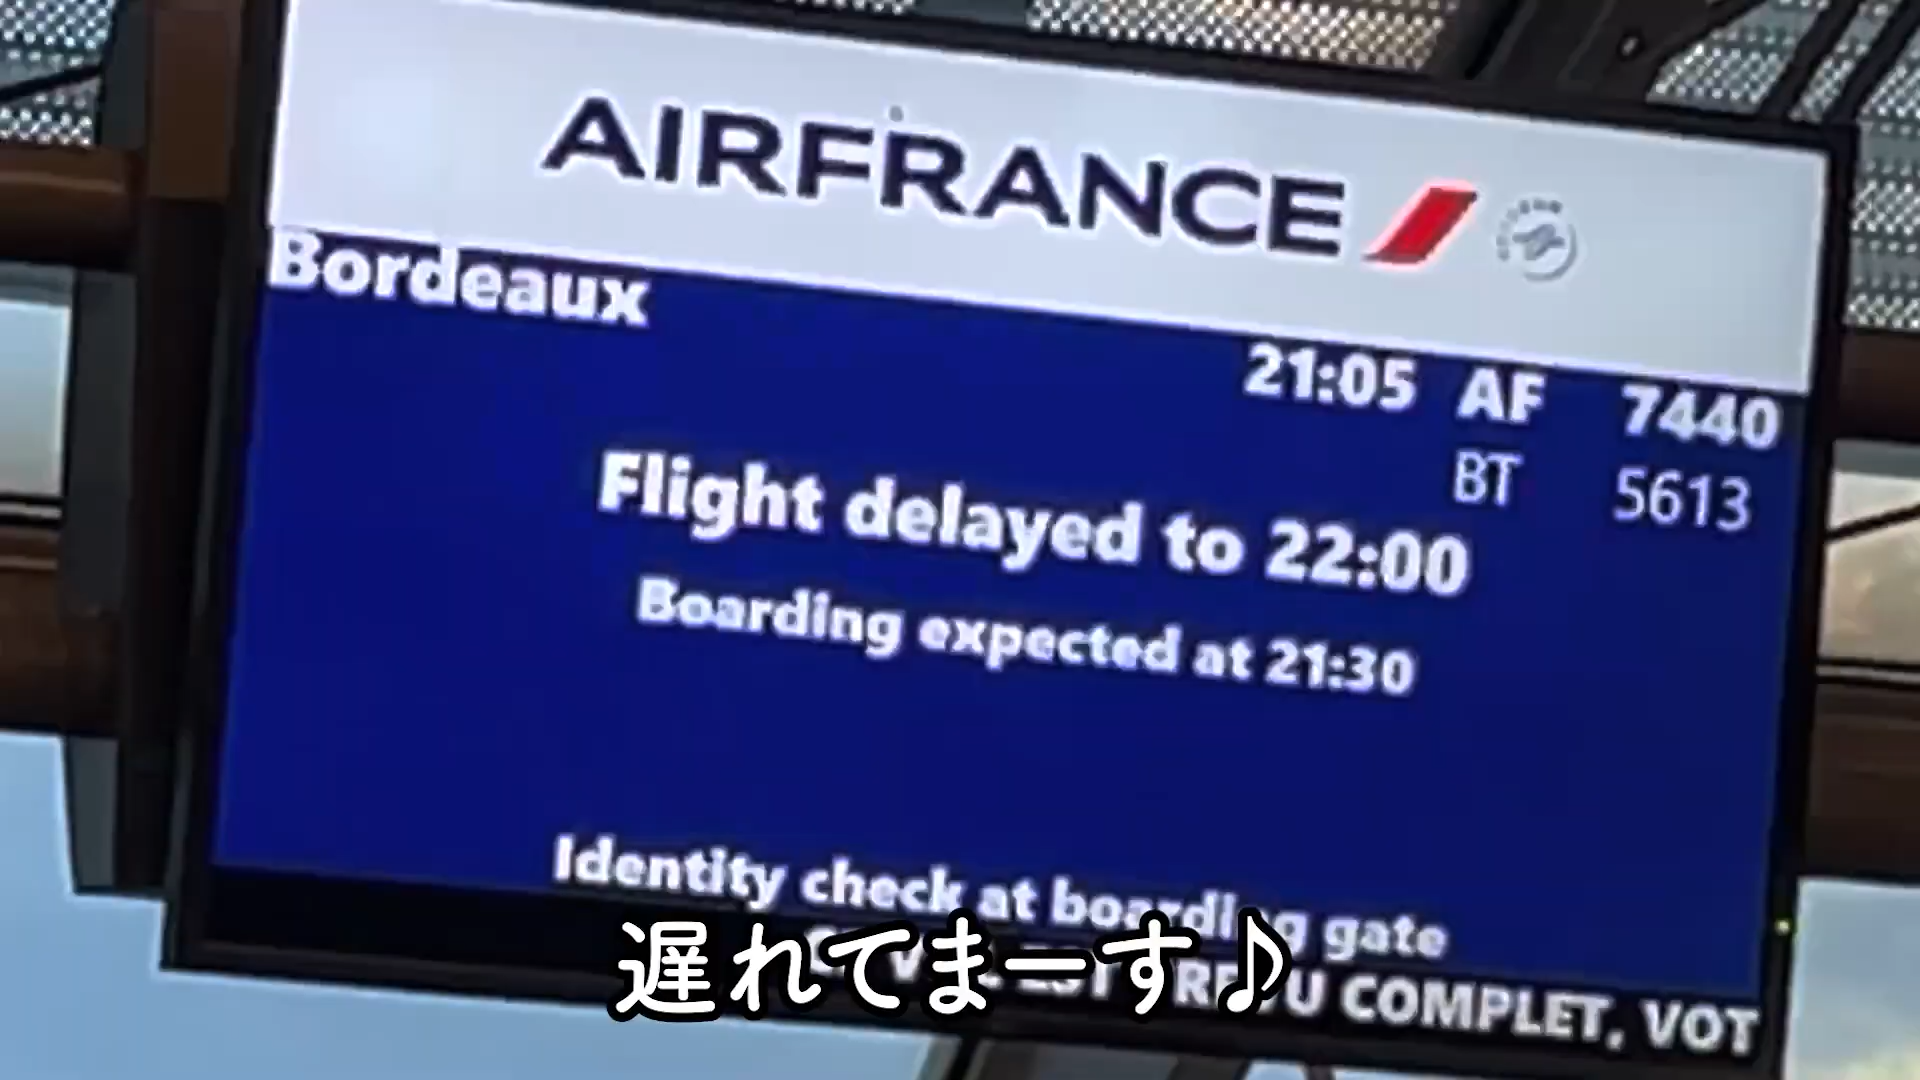 AIRFRANCE
Bordeaux
21:05 AF 7440
BT 5613
Flight delayed to 22:00
Boarding expected at 21:30
Identity check at boarding gate
COMPLET, VOT
遅れてまーす♪